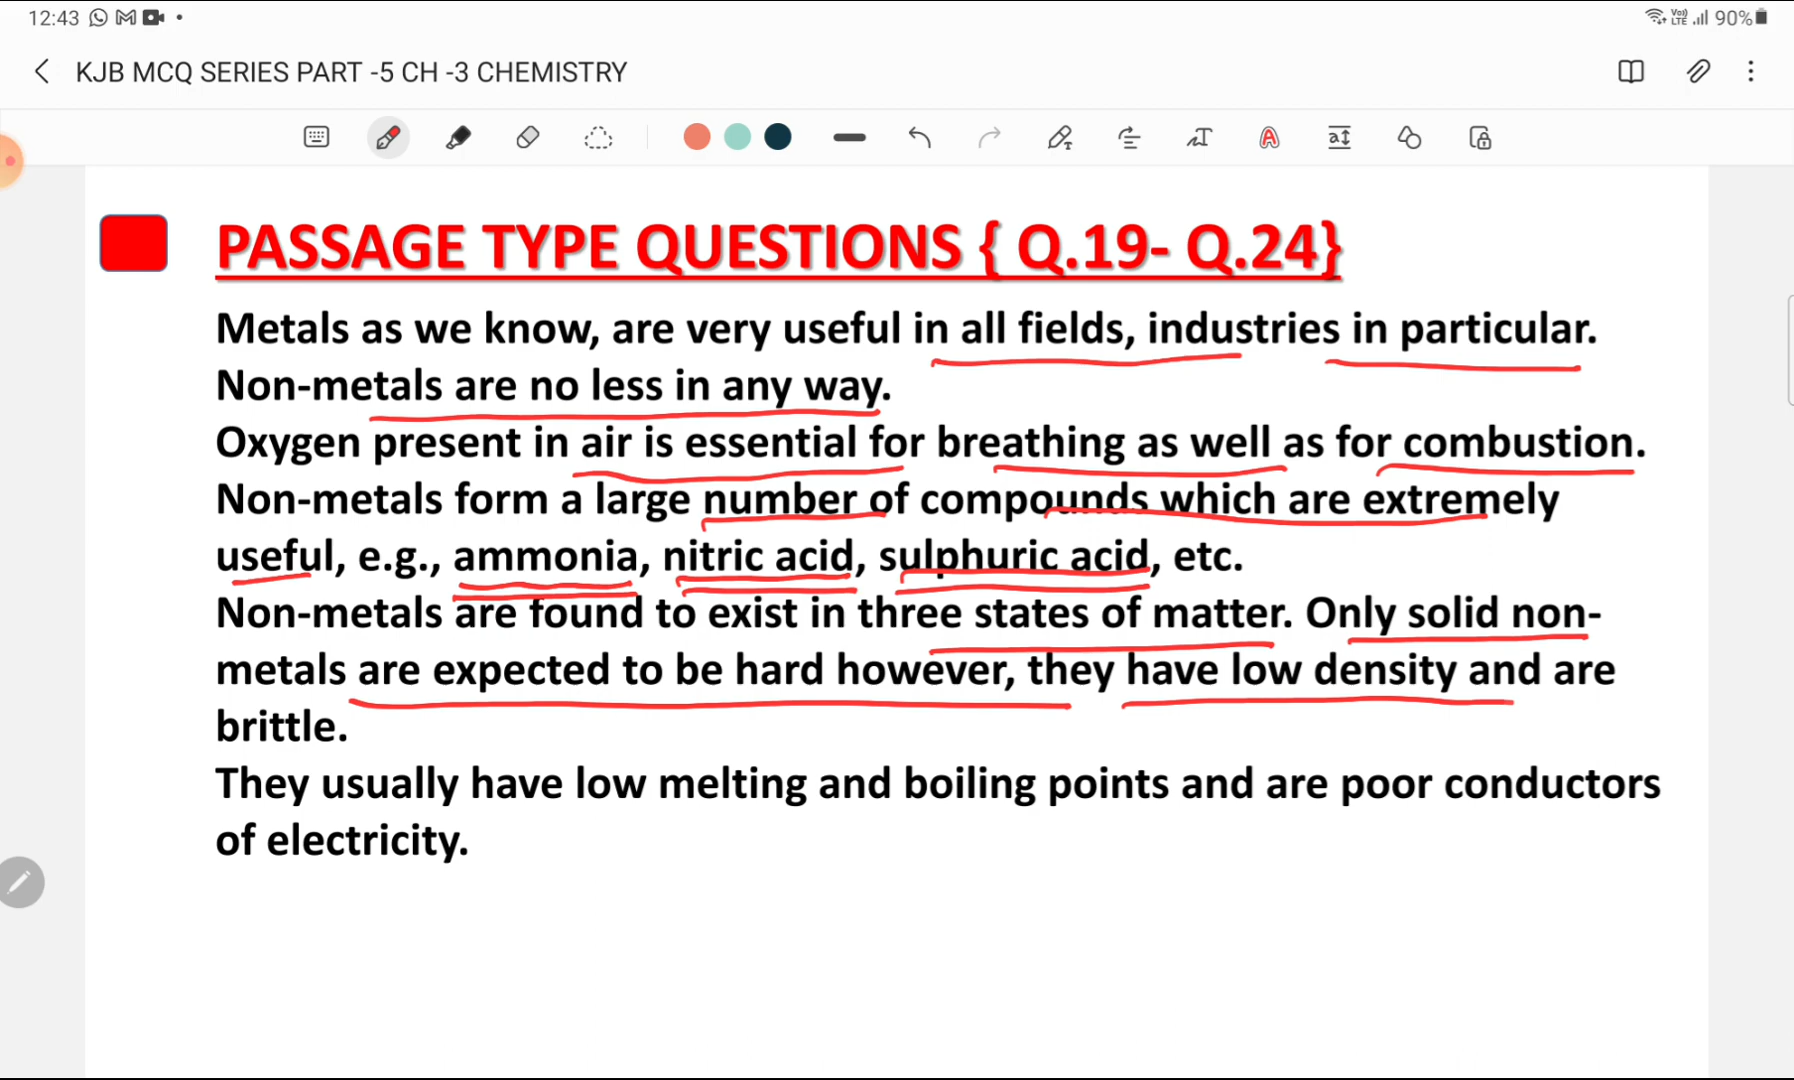 12:43
Vo)) LTE 90%
KJB MCQ SERIES PART -5 CH -3 CHEMISTRY
PASSAGE TYPE QUESTIONS { Q.19- Q.24}
Metals as we know, are very useful in all fields, industries in particular.
Non-metals are no less in any way.
Oxygen present in air is essential for breathing as well as for combustion.
Non-metals form a large number of compounds which are extremely
useful, e.g., ammonia, nitric acid, sulphuric acid, etc.
Non-metals are found to exist in three states of matter. Only solid non-
metals are expected to be hard however, they have low density and are
brittle.
They usually have low melting and boiling points and are poor conductors
of electricity.